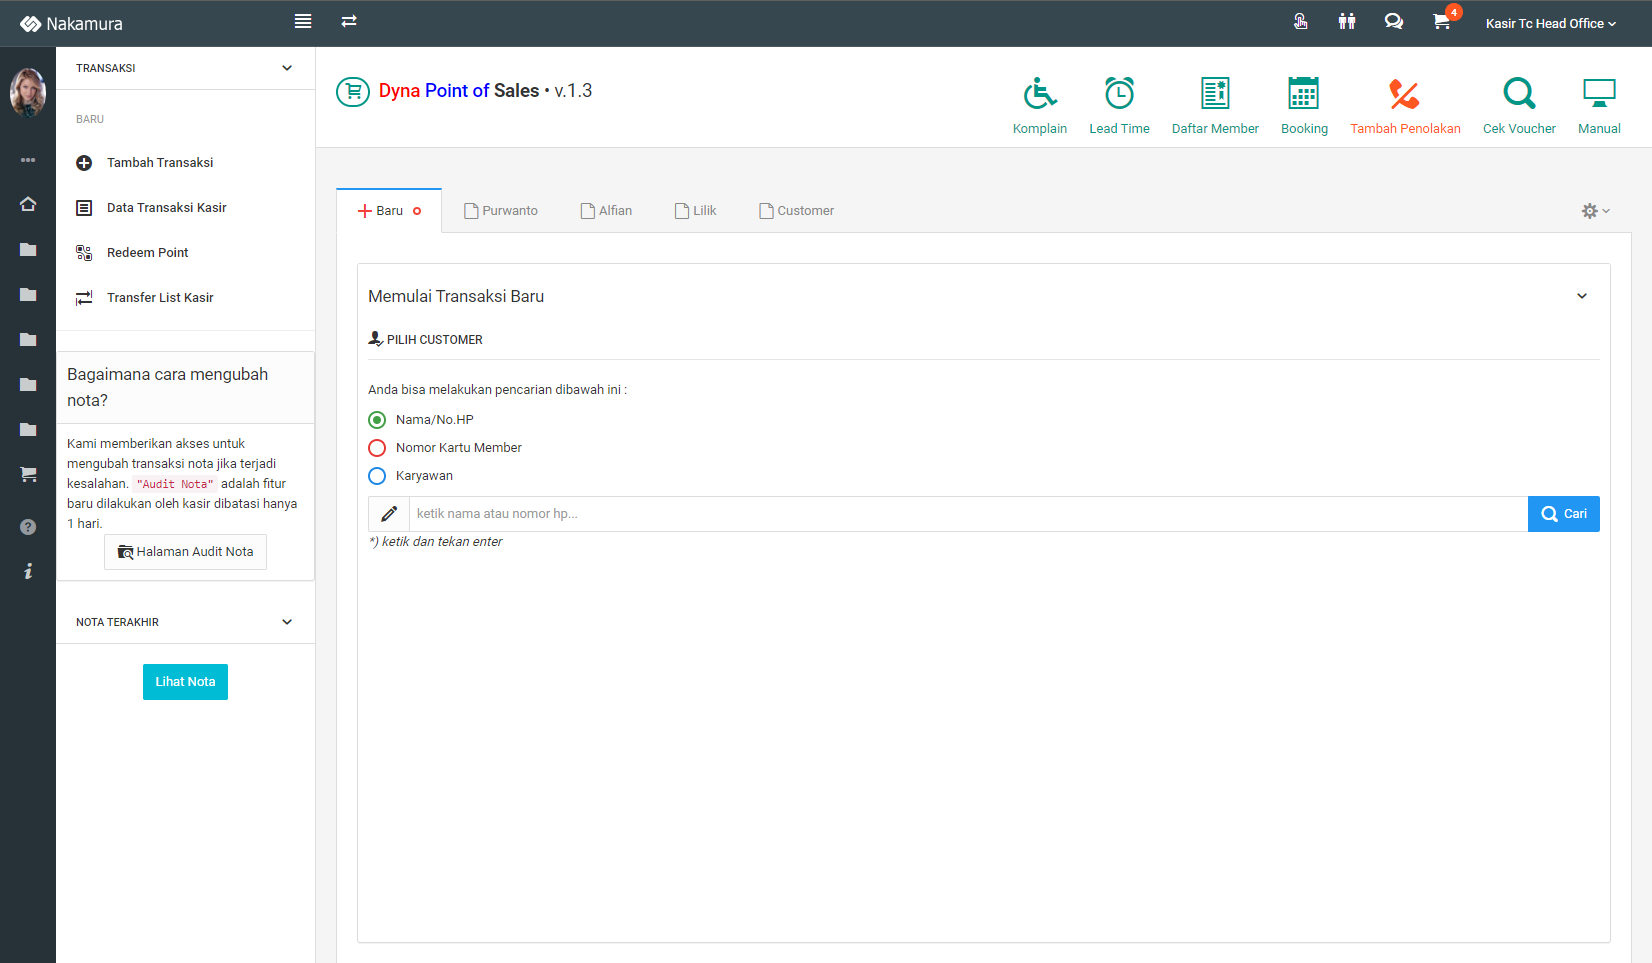 Nakamura
4
Kasir Tc Head Office
TRANSAKSI
BARU
Tambah Transaksi
Data Transaksi Kasir
Redeem Point
Transfer List Kasir
Bagaimana cara mengubah
nota?
Kami memberikan akses untuk
mengubah transaksi nota jika terjadi
kesalahan. "Audit Nota" adalah fitur
baru dilakukan oleh kasir dibatasi hanya
1 hari.
Halaman Audit Nota
NOTA TERAKHIR
Lihat Nota
Dyna Point of Sales • v.1.3
Komplain
Lead Time
Daftar Member
Booking
Tambah Penolakan
Cek Voucher
Manual
Baru
Purwanto
Alfian
Lilik
Customer
Memulai Transaksi Baru
PILIH CUSTOMER
Anda bisa melakukan pencarian dibawah ini :
Nama/No.HP
Nomor Kartu Member
Karyawan
ketik nama atau nomor hp...
Cari
*) ketik dan tekan enter